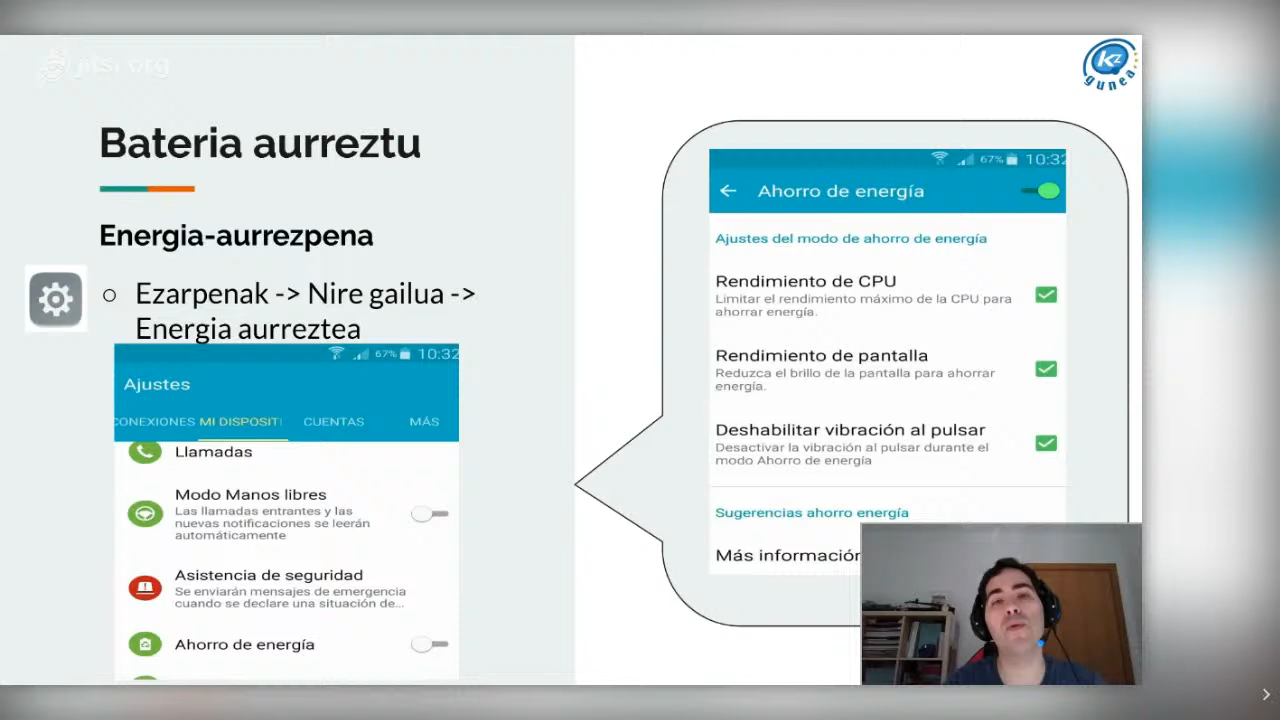 jitsi.org
kz
gunea
Bateria aurreztu
Energia-aurrezpena
Ezarpenak -> Nire gailua ->
Energia aurreztea
67% 10:32
Ajustes
CONEXIONES MI DISPOSITI CUENTAS MÁS
Llamadas
Modo Manos libres
Las llamadas entrantes y las
nuevas notificaciones se leerán
automáticamente
Asistencia de seguridad
Se enviarán mensajes de emergencia
cuando se declare una situación de...
Ahorro de energía
67% 10:32
Ahorro de energía
Ajustes del modo de ahorro de energía
Rendimiento de CPU
Limitar el rendimiento máximo de la CPU para
ahorrar energía.
Rendimiento de pantalla
Reduzca el brillo de la pantalla para ahorrar
energía.
Deshabilitar vibración al pulsar
Desactivar la vibración al pulsar durante el
modo Ahorro de energía
Sugerencias ahorro energía
Más información